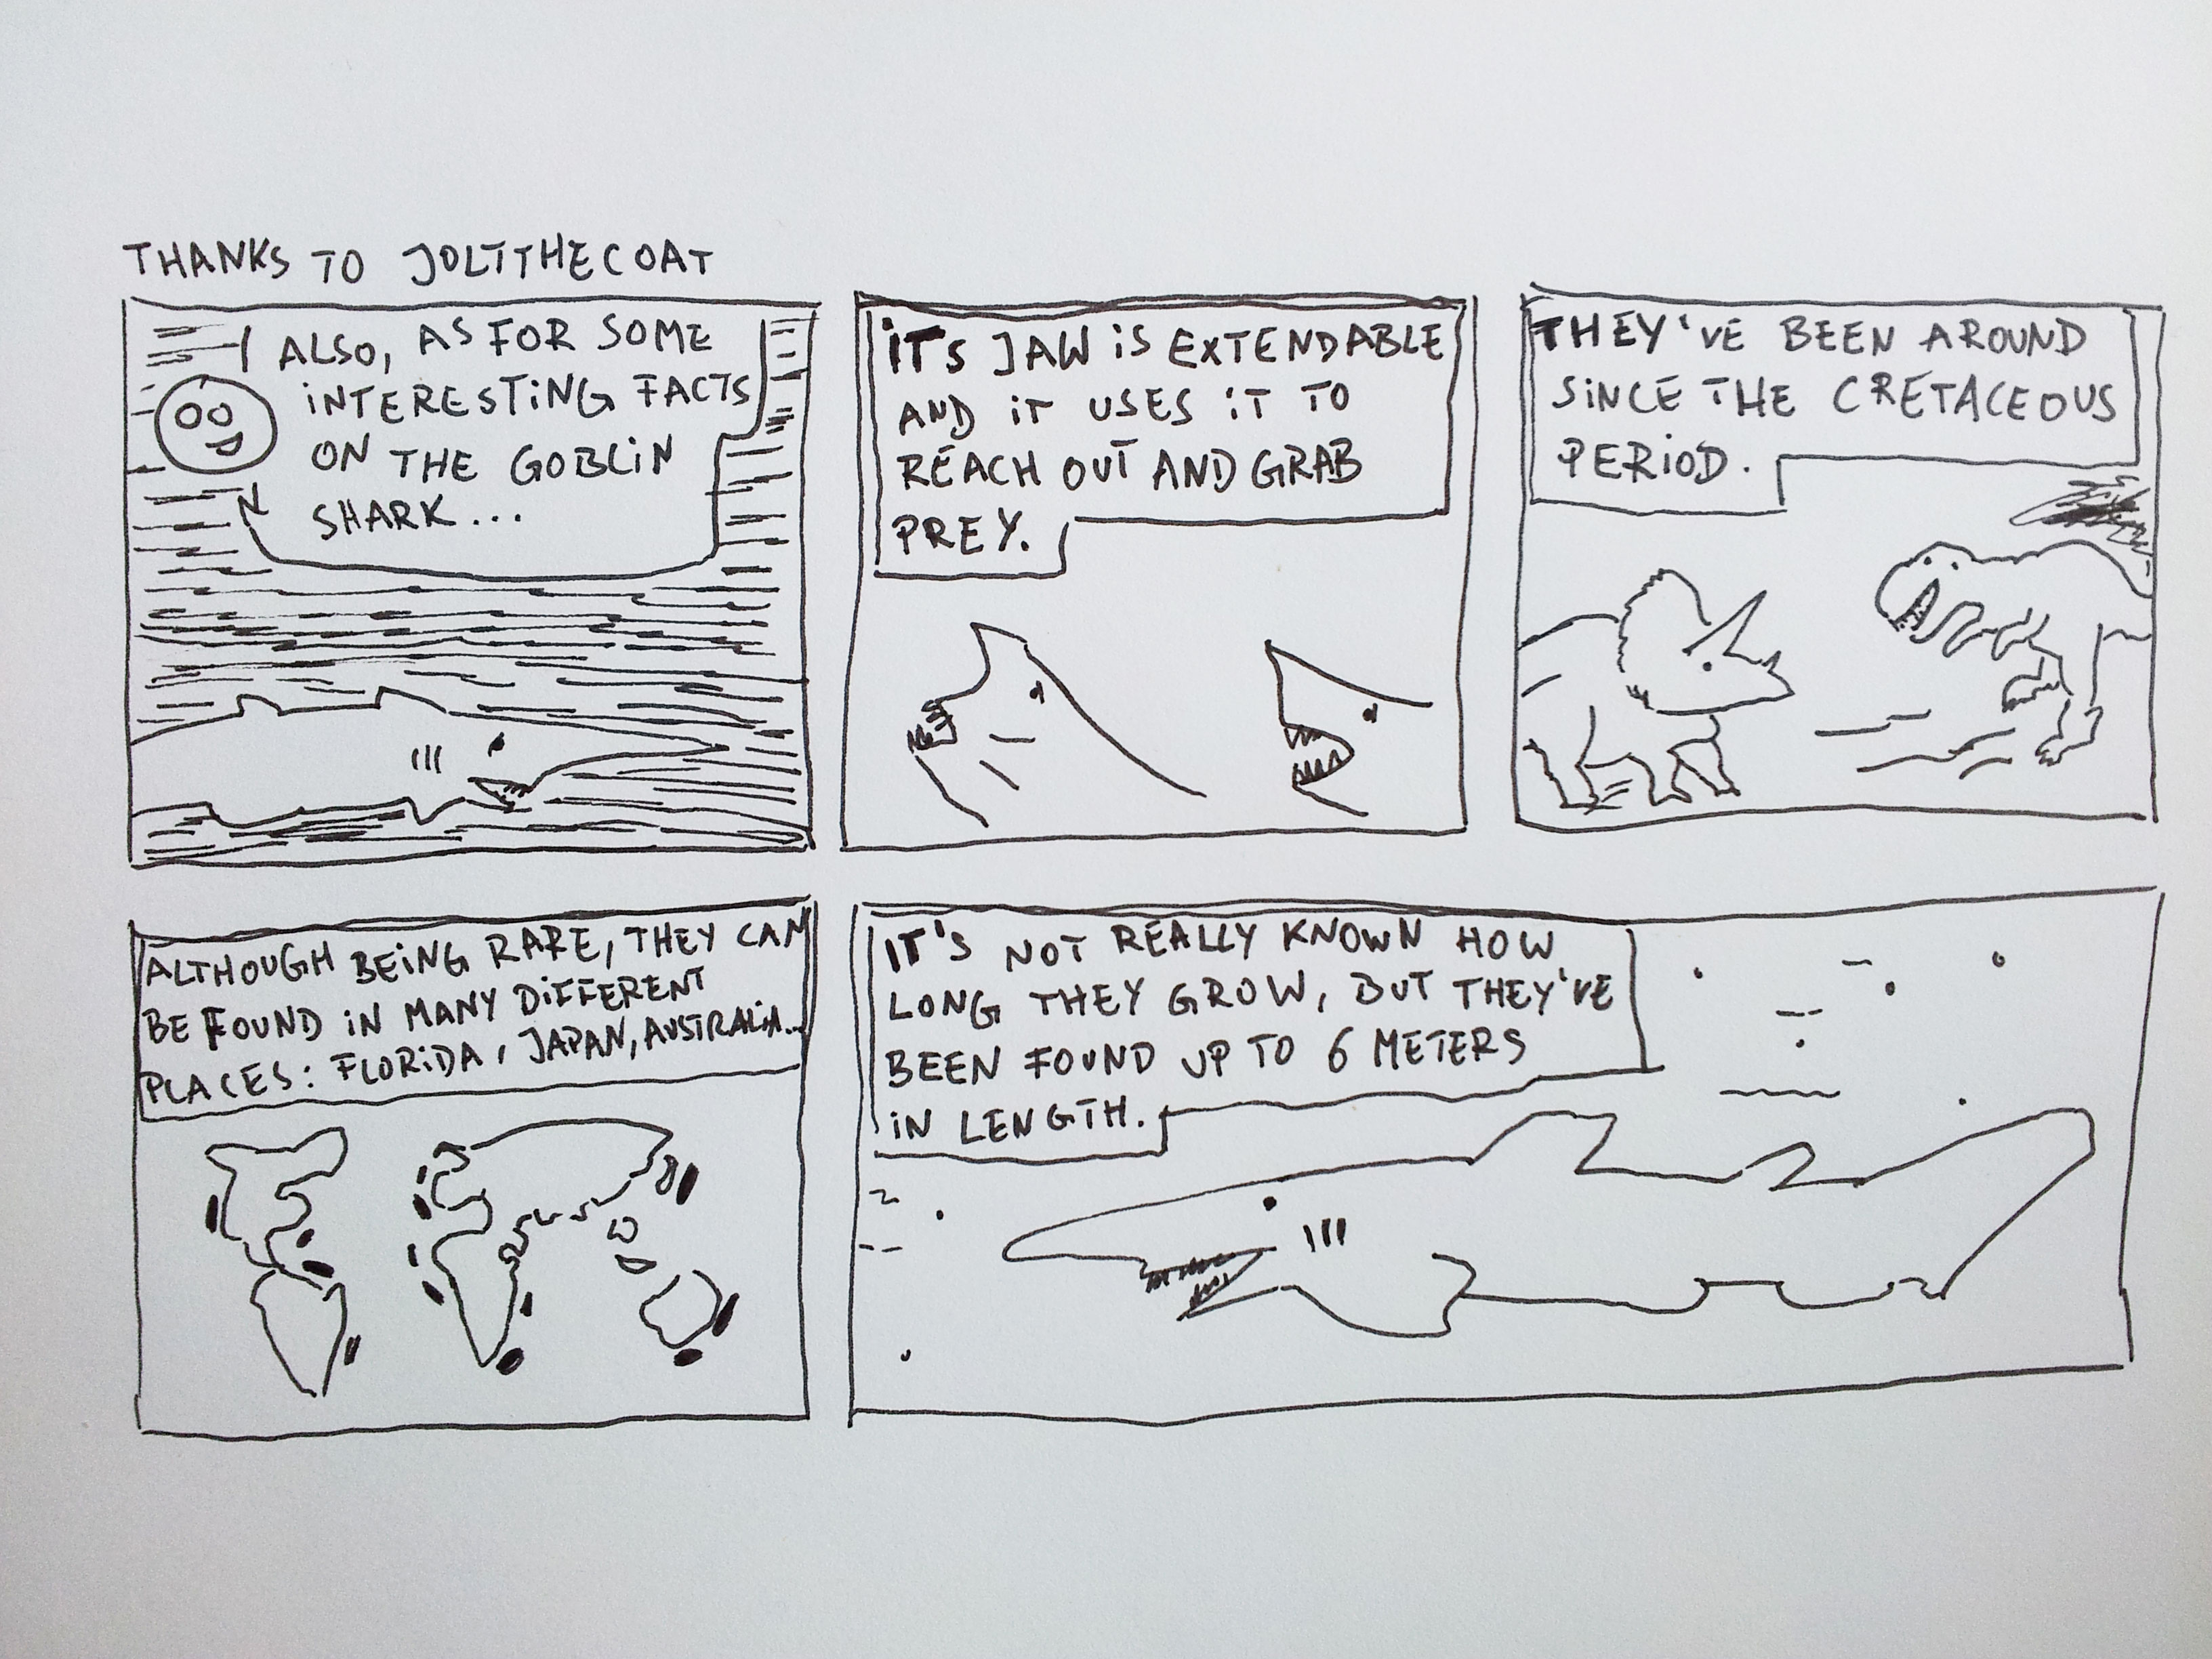 THANKS TO JOLTTHECOAT
ALSO, AS FOR SOME
INTERESTING FACTS
ON THE GOBLIN
SHARK...
ITS JAW IS EXTENDABLE
AND IT USES IT TO
REACH OUT AND GRAB
PREY.
THEY'VE BEEN AROUND
SINCE THE CRETACEOUS
PERIOD.
ALTHOUGH BEING RARE, THEY CAN
BE FOUND IN MANY DIFFERENT
PLACES: FLORIDA, JAPAN, AUSTRALIA...
IT'S NOT REALLY KNOWN HOW
LONG THEY GROW, BUT THEY'VE
BEEN FOUND UP TO 6 METERS
IN LENGTH.